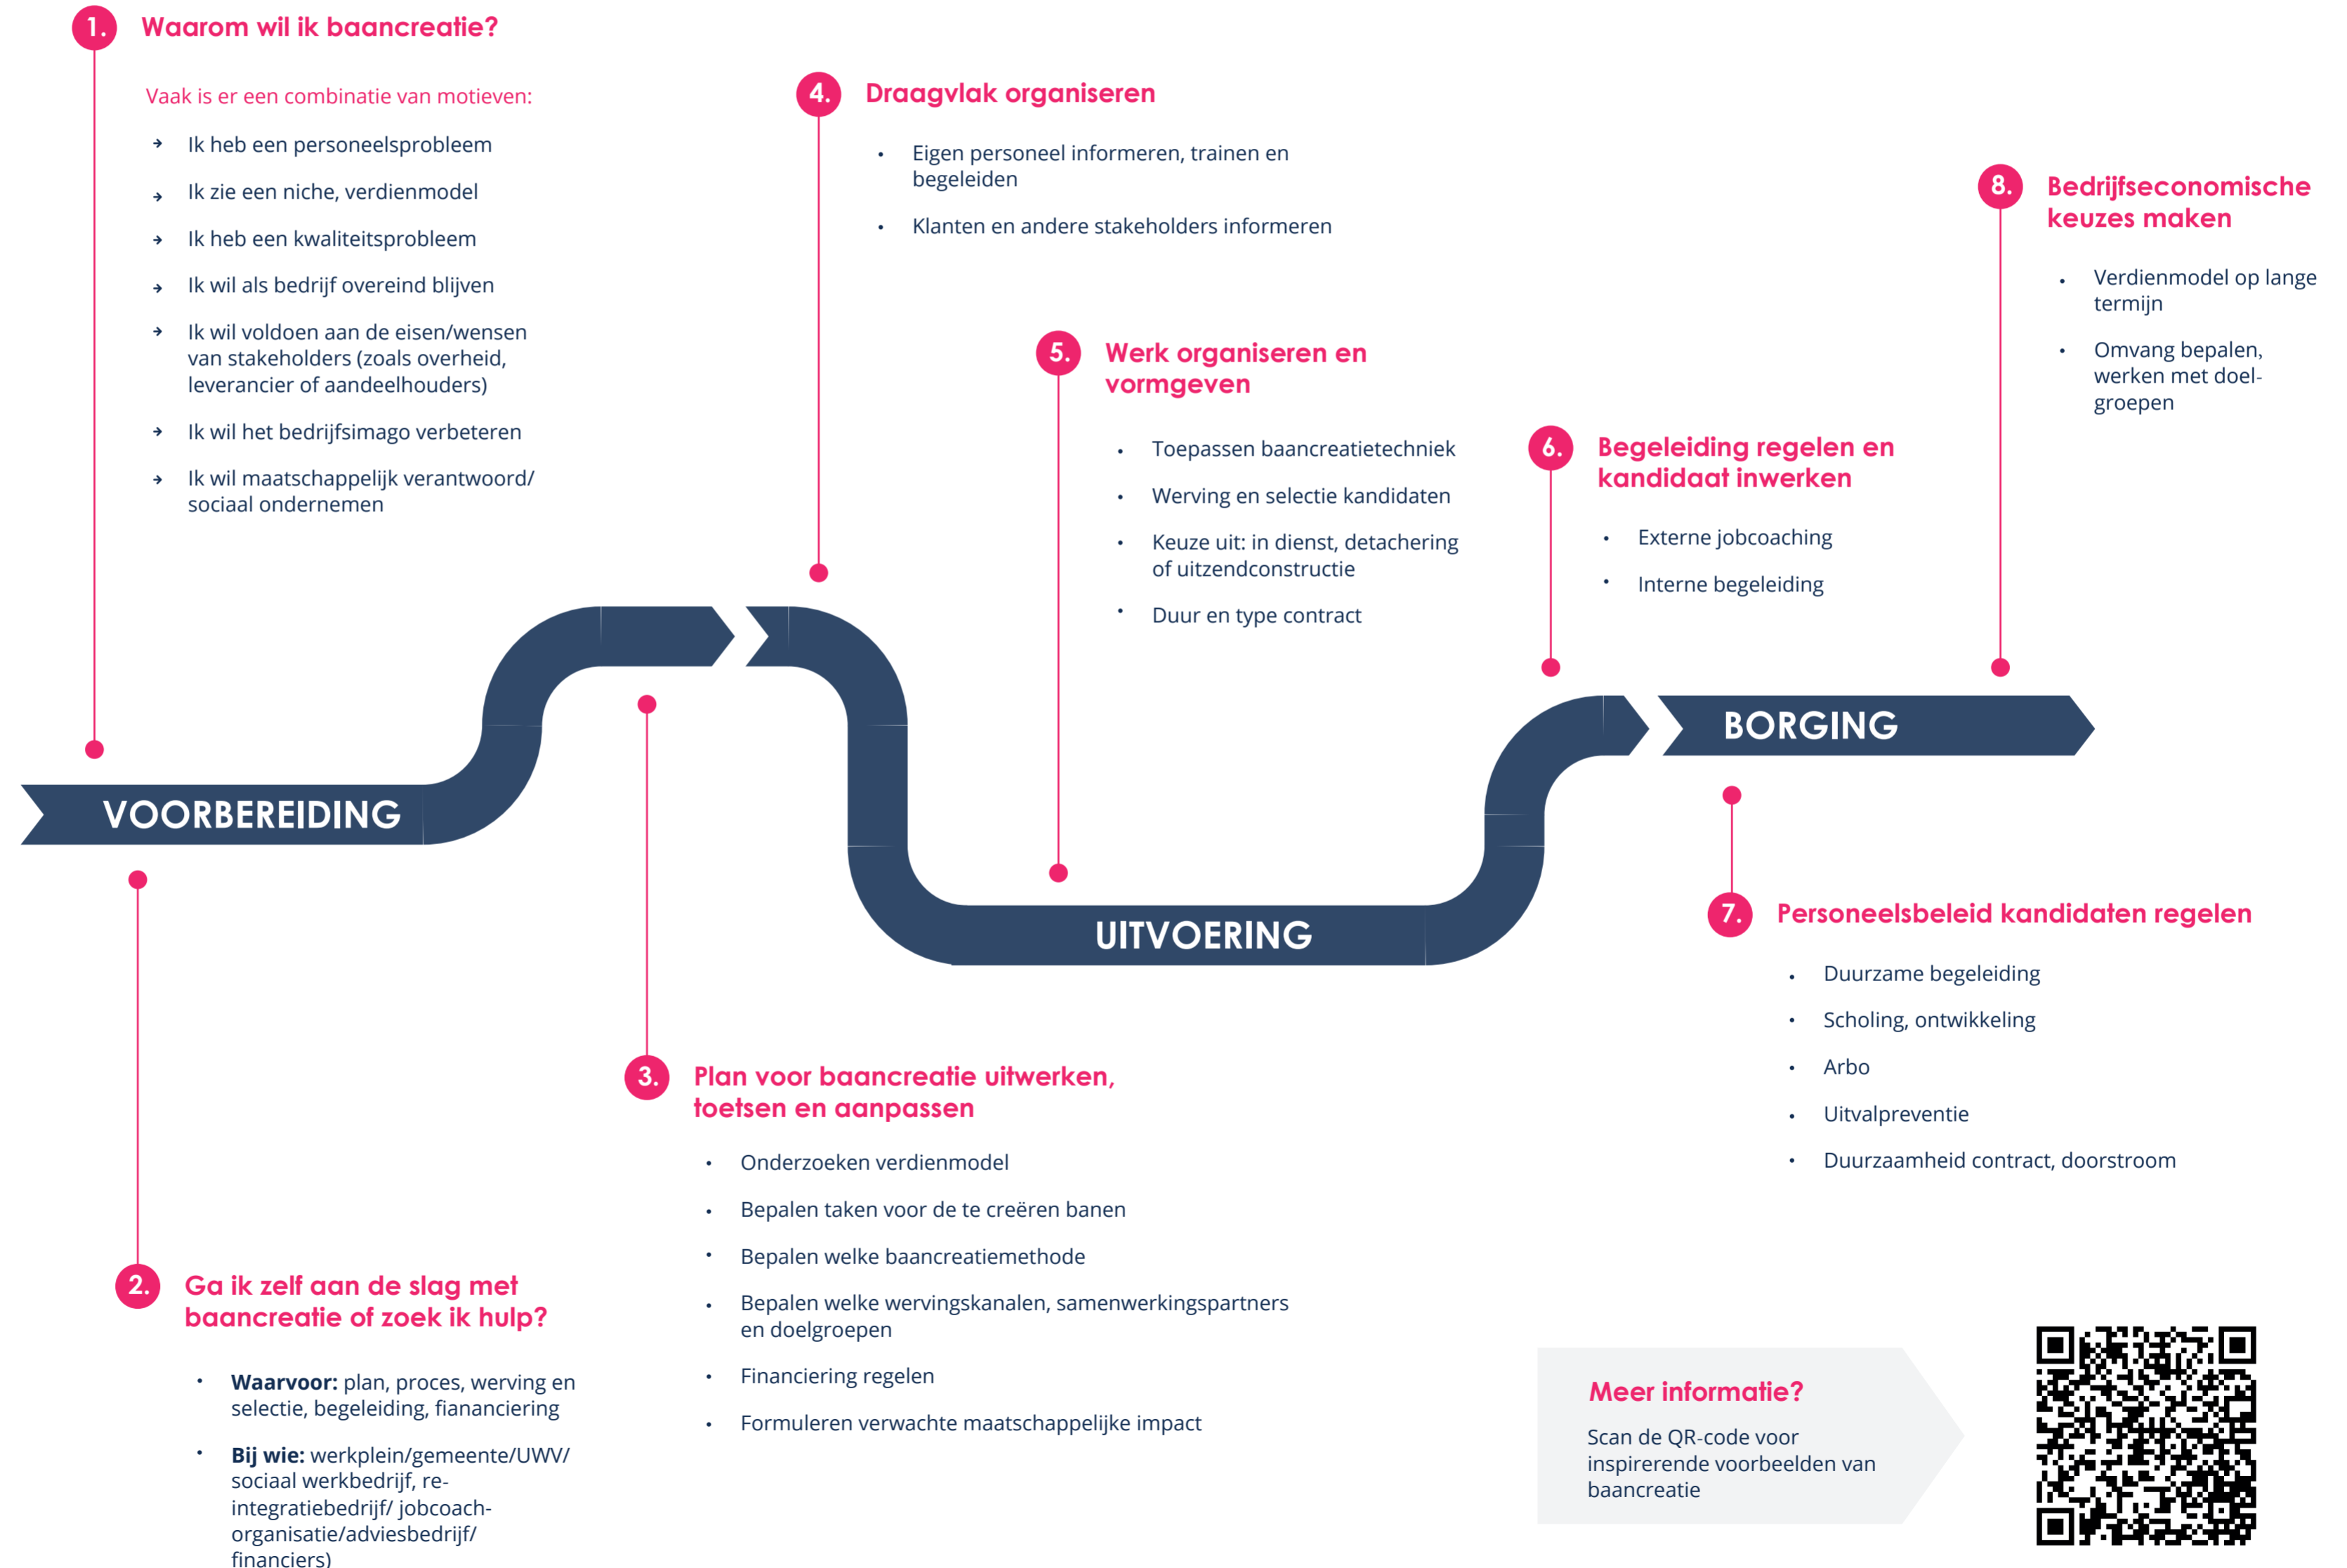 1. Waarom wil ik baancreatie?
Vaak is er een combinatie van motieven:
→ Ik heb een personeelsprobleem
→ Ik zie een niche, verdienmodel
→ Ik heb een kwaliteitsprobleem
→ Ik wil als bedrijf overeind blijven
→ Ik wil voldoen aan de eisen/wensen
van stakeholders (zoals overheid,
leverancier of aandeelhouders)
→ Ik wil het bedrijfsimago verbeteren
→ Ik wil maatschappelijk verantwoord/
sociaal ondernemen
VOORBEREIDING
2. Ga ik zelf aan de slag met
baancreatie of zoek ik hulp?
• Waarvoor: plan, proces, werving en
selectie, begeleiding, fiananciering
• Bij wie: werkplein/gemeente/UWV/
sociaal werkbedrijf, re-
integratiebedrijf/ jobcoach-
organisatie/adviesbedrijf/
financiers)
3. Plan voor baancreatie uitwerken,
toetsen en aanpassen
• Onderzoeken verdienmodel
• Bepalen taken voor de te creëren banen
• Bepalen welke baancreatiemethode
• Bepalen welke wervingskanalen, samenwerkingspartners
en doelgroepen
• Financiering regelen
• Formuleren verwachte maatschappelijke impact
4. Draagvlak organiseren
• Eigen personeel informeren, trainen en
begeleiden
• Klanten en andere stakeholders informeren
5. Werk organiseren en
vormgeven
• Toepassen baancreatietechniek
• Werving en selectie kandidaten
• Keuze uit: in dienst, detachering
of uitzendconstructie
• Duur en type contract
UITVOERING
6. Begeleiding regelen en
kandidaat inwerken
• Externe jobcoaching
• Interne begeleiding
BORGING
7. Personeelsbeleid kandidaten regelen
• Duurzame begeleiding
• Scholing, ontwikkeling
• Arbo
• Uitvalpreventie
• Duurzaamheid contract, doorstroom
8. Bedrijfseconomische
keuzes maken
• Verdienmodel op lange
termijn
• Omvang bepalen,
werken met doel-
groepen
Meer informatie?
Scan de QR-code voor
inspirerende voorbeelden van
baancreatie